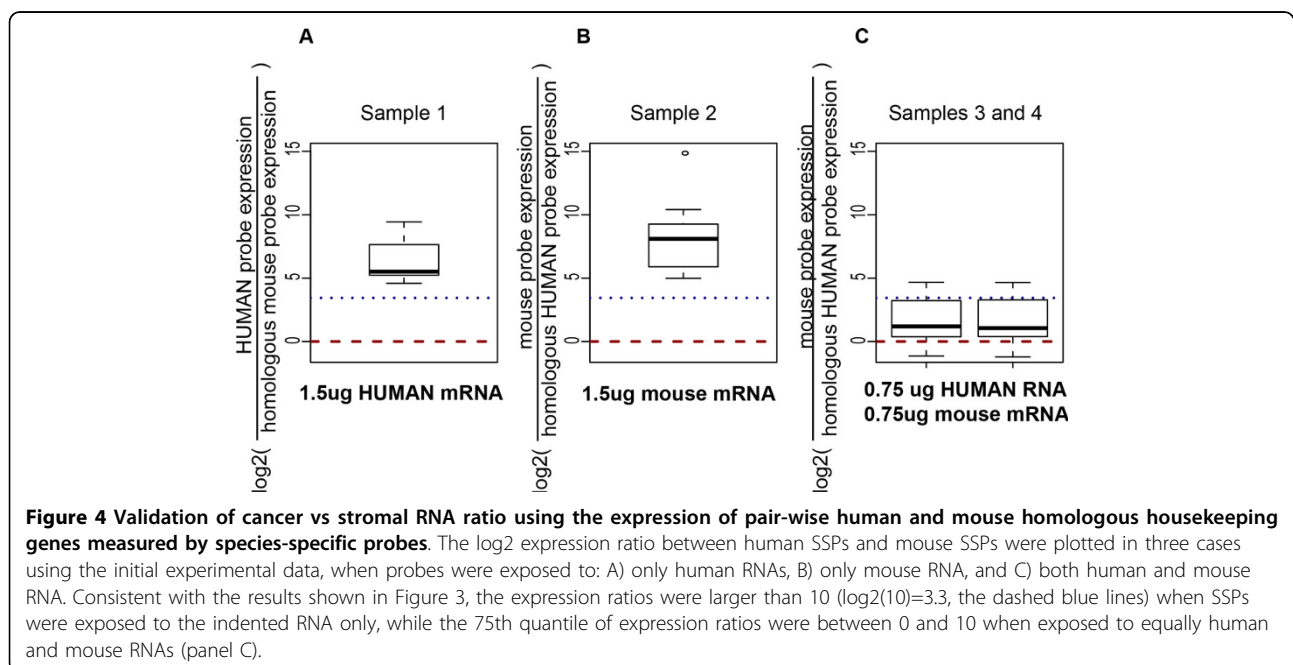 A
B
C
Sample 1
Sample 2
Samples 3 and 4
log2( HUMAN probe expression
homologous mouse probe expression )
15
10
5
0
1.5ug HUMAN mRNA
log2( mouse probe expression
homologous HUMAN probe expression )
15
10
5
0
1.5ug mouse mRNA
log2( mouse probe expression
homologous HUMAN probe expression )
15
10
5
0
0.75 ug HUMAN RNA
0.75ug mouse mRNA
Figure 4 Validation of cancer vs stromal RNA ratio using the expression of pair-wise human and mouse homologous housekeeping
genes measured by species-specific probes. The log2 expression ratio between human SSPs and mouse SSPs were plotted in three cases
using the initial experimental data, when probes were exposed to: A) only human RNAs, B) only mouse RNA, and C) both human and mouse
RNA. Consistent with the results shown in Figure 3, the expression ratios were larger than 10 (log2(10)=3.3, the dashed blue lines) when SSPs
were exposed to the indented RNA only, while the 75th quantile of expression ratios were between 0 and 10 when exposed to equally human
and mouse RNAs (panel C).